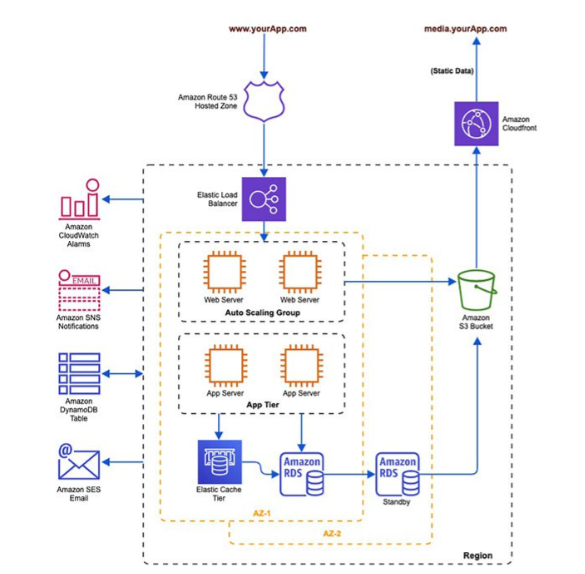 www.yourApp.com
media.yourApp.com
(Static Data)
Amazon Route 53
Hosted Zone
Amazon
Cloudfront
Elastic Load
Balancer
Amazon
CloudWatch
Alarms
Web Server
Web Server
Auto Scaling Group
EMAIL
Amazon SNS
Notifications
Amazon
S3 Bucket
App Server
App Server
App Tier
Amazon
DynamoDB
Table
@
Amazon SES
Email
Elastic Cache
Tier
Amazon
RDS
Amazon
RDS
Standby
AZ-1
AZ-2
Region